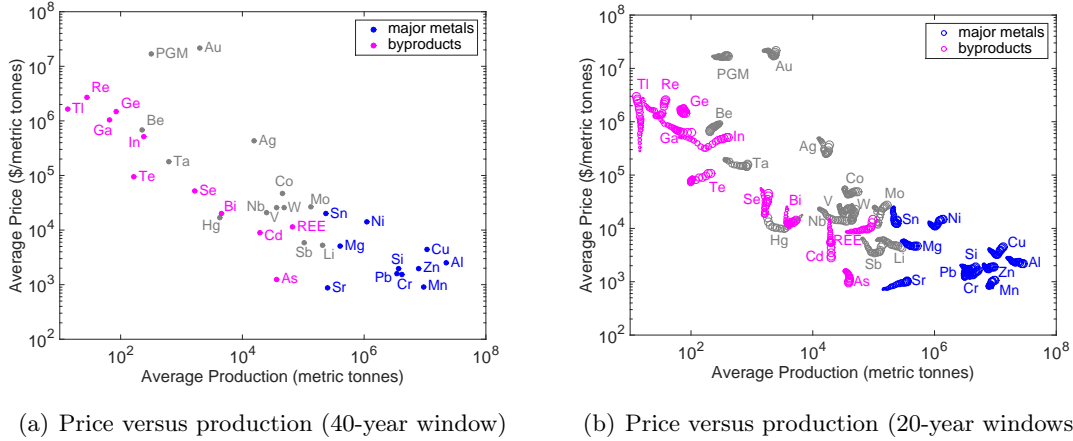 10^8
10^7
10^6
10^5
10^4
10^3
10^2
Average Price ($/metric tonnes)
major metals
byproducts
PGM
Au
Re
Tl
Ge
Ga
Be
In
Ag
Ta
Te
Se
Co
Mo
Bi
Nb
W
Sn
Ni
Hg
V
REE
Cd
Sb
Li
Mg
Cu
Si
Zn
Al
Pb
Cr
As
Sr
Mn
10^2
10^4
10^6
10^8
Average Production (metric tonnes)
(a) Price versus production (40-year window)
10^8
10^7
10^6
10^5
10^4
10^3
10^2
Average Price ($/metric tonnes)
major metals
byproducts
PGM
Au
Tl
Re
Ge
Be
Ga
In
Ag
Ta
Te
Co
Mo
Se
Bi
V
W
Nb
Sn
Ni
Hg
REE
Mg
Cu
Cd
Sb
Li
Si
Al
Pb
Zn
As
Cr
Mn
Sr
10^2
10^4
10^6
10^8
Average Production (metric tonnes)
(b) Price versus production (20-year windows